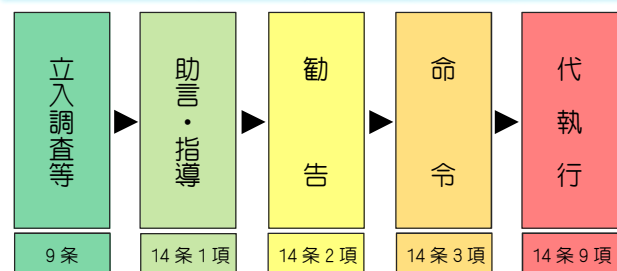 立入調査等
助言・指導
勧告
命令
代執行
9条
14条1項
14条2項
14条3項
14条9項